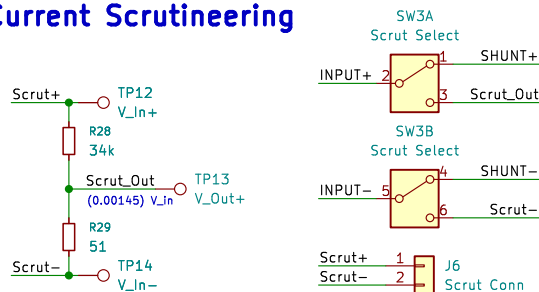 Current Scrutineering
Scrut+
TP12
V_In+
R28
34k
Scrut_Out
(0.00145) V_in
TP13
V_Out+
R29
51
Scrut-
TP14
V_In-
SW3A
Scrut Select
INPUT+
2
1
SHUNT+
3
Scrut_Out
SW3B
Scrut Select
INPUT-
5
4
SHUNT-
6
Scrut-
Scrut+
1
Scrut-
2
J6
Scrut Conn